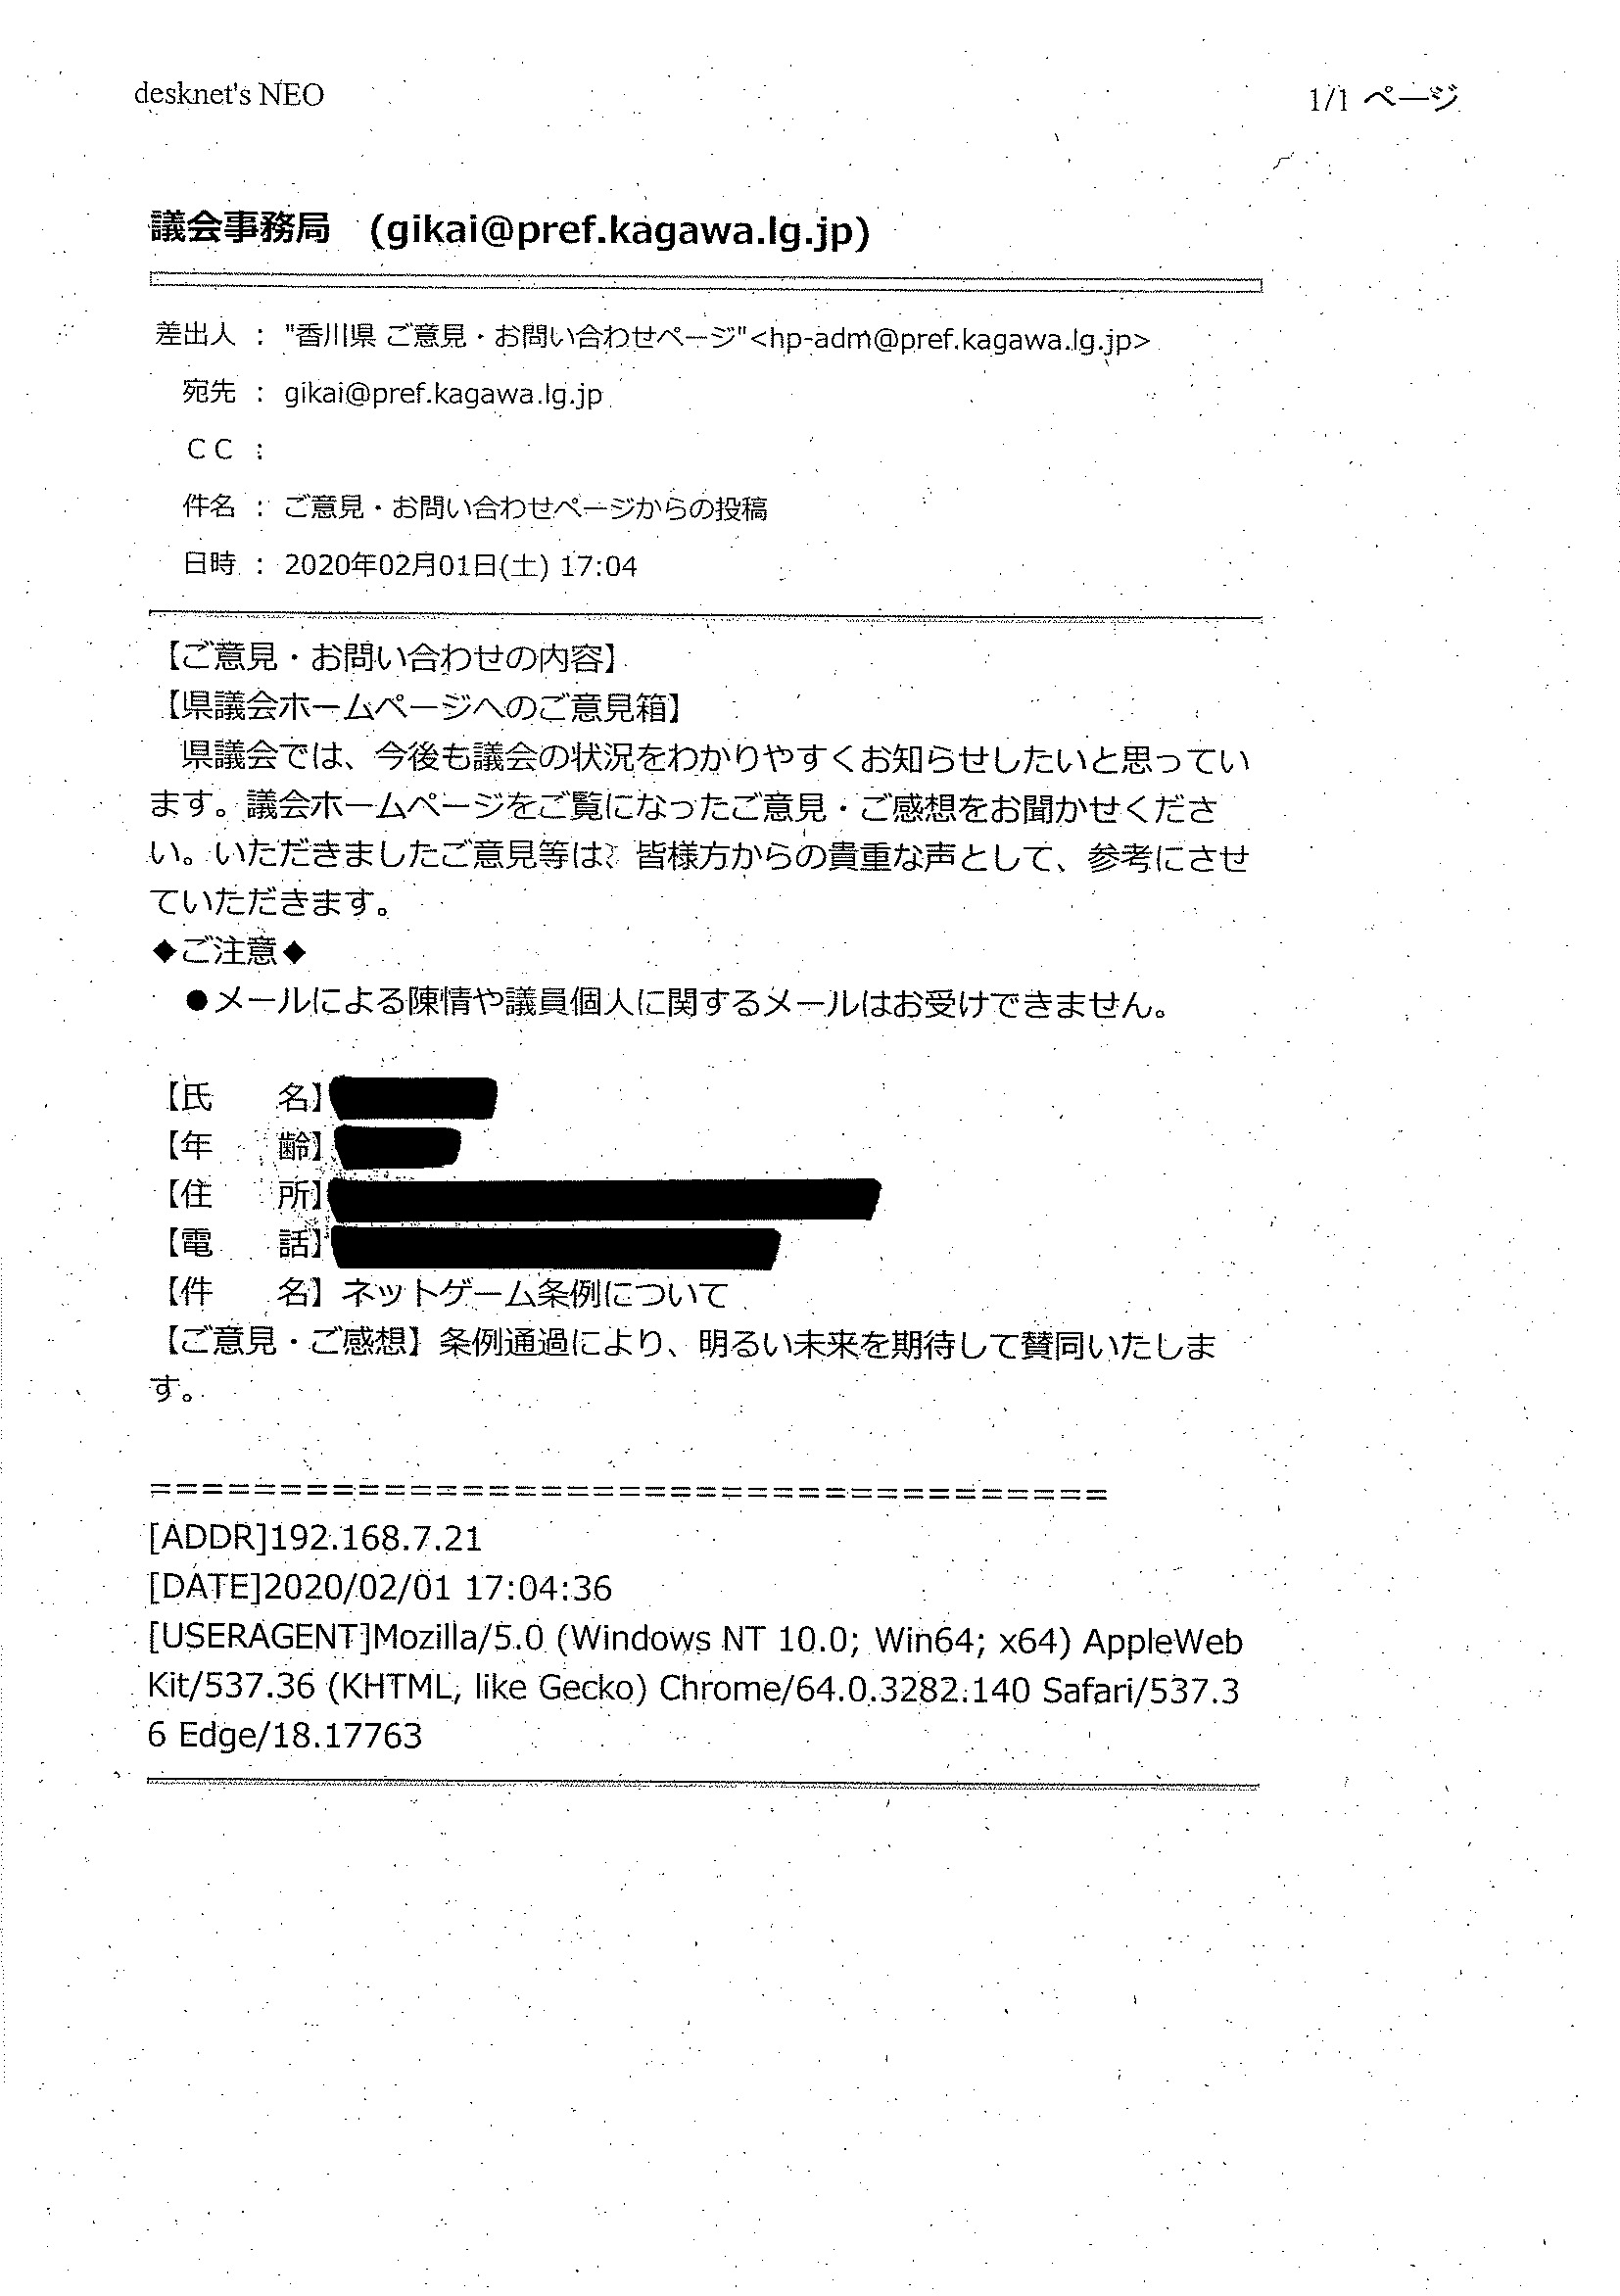 desknet's NEO
1/1 ページ
議会事務局 (gikai@pref.kagawa.lg.jp)
差出人 : "香川県 ご意見・お問い合わせページ"<hp-adm@pref.kagawa.lg.jp>
宛先 : gikai@pref.kagawa.lg.jp
CC :
件名 : ご意見・お問い合わせページからの投稿
日時 : 2020年02月01日(土) 17:04
【ご意見・お問い合わせの内容】
【県議会ホームページへのご意見箱】
県議会では、今後も議会の状況をわかりやすくお知らせしたいと思ってい
ます。議会ホームページをご覧になったご意見・ご感想をお聞かせくださ
い。いただきましたご意見等は、皆様方からの貴重な声として、参考にさせ
ていただきます。
◆ご注意◆
●メールによる陳情や議員個人に関するメールはお受けできません。
【氏　　名】
【年　　齢】
【住　　所】
【電　　話】
【件　　名】ネットゲーム条例について
【ご意見・ご感想】条例通過により、明るい未来を期待して賛同いたしま
す。
=====================================
[ADDR]192.168.7.21
[DATE]2020/02/01 17:04:36
[USERAGENT]Mozilla/5.0 (Windows NT 10.0; Win64; x64) AppleWeb
Kit/537.36 (KHTML, like Gecko) Chrome/64.0.3282.140 Safari/537.3
6 Edge/18.17763